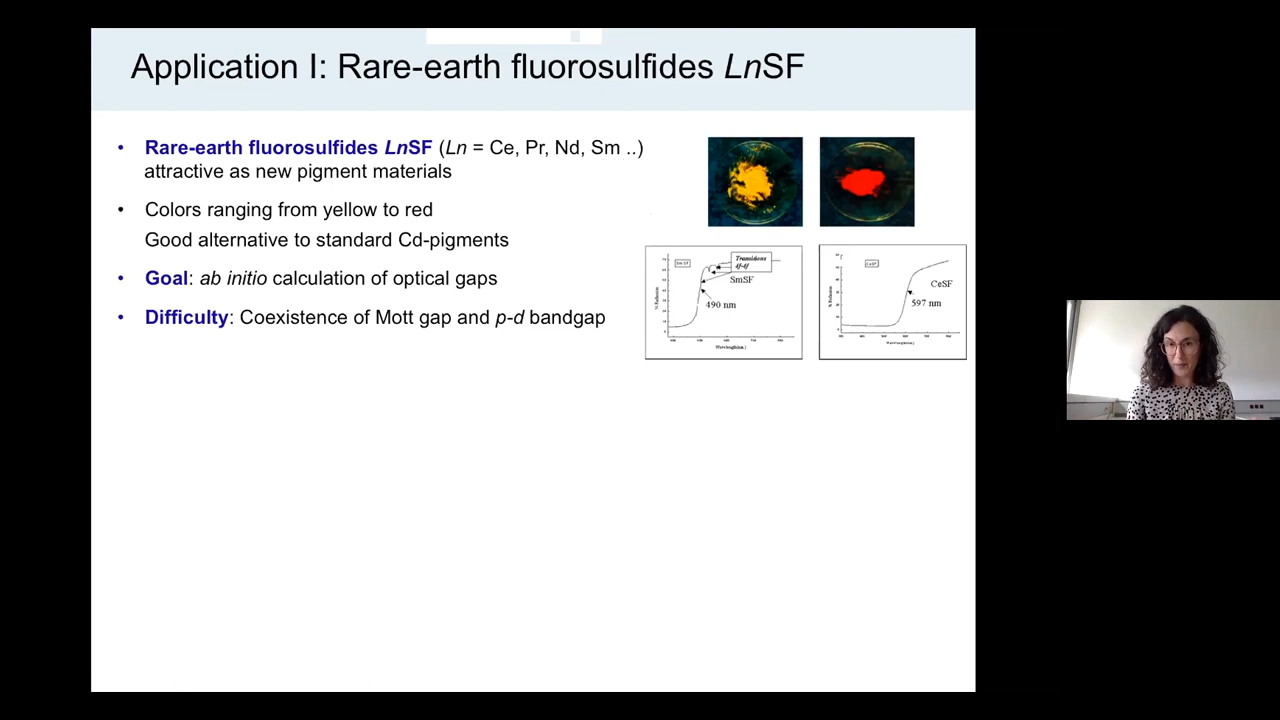 Application I: Rare-earth fluorosulfides LnSF
• Rare-earth fluorosulfides LnSF (Ln = Ce, Pr, Nd, Sm ..)
attractive as new pigment materials
• Colors ranging from yellow to red
Good alternative to standard Cd-pigments
• Goal: ab initio calculation of optical gaps
• Difficulty: Coexistence of Mott gap and p-d bandgap
Transitions
4f-4f
SmSF
490 nm
CeSF
597 nm